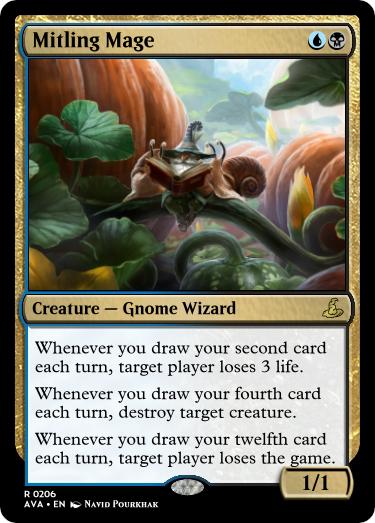 Mitling Mage
Creature — Gnome Wizard
Whenever you draw your second card
each turn, target player loses 3 life.
Whenever you draw your fourth card
each turn, destroy target creature.
Whenever you draw your twelfth card
each turn, target player loses the game.
1/1
R 0206
AVA • EN Navid Pourkhak